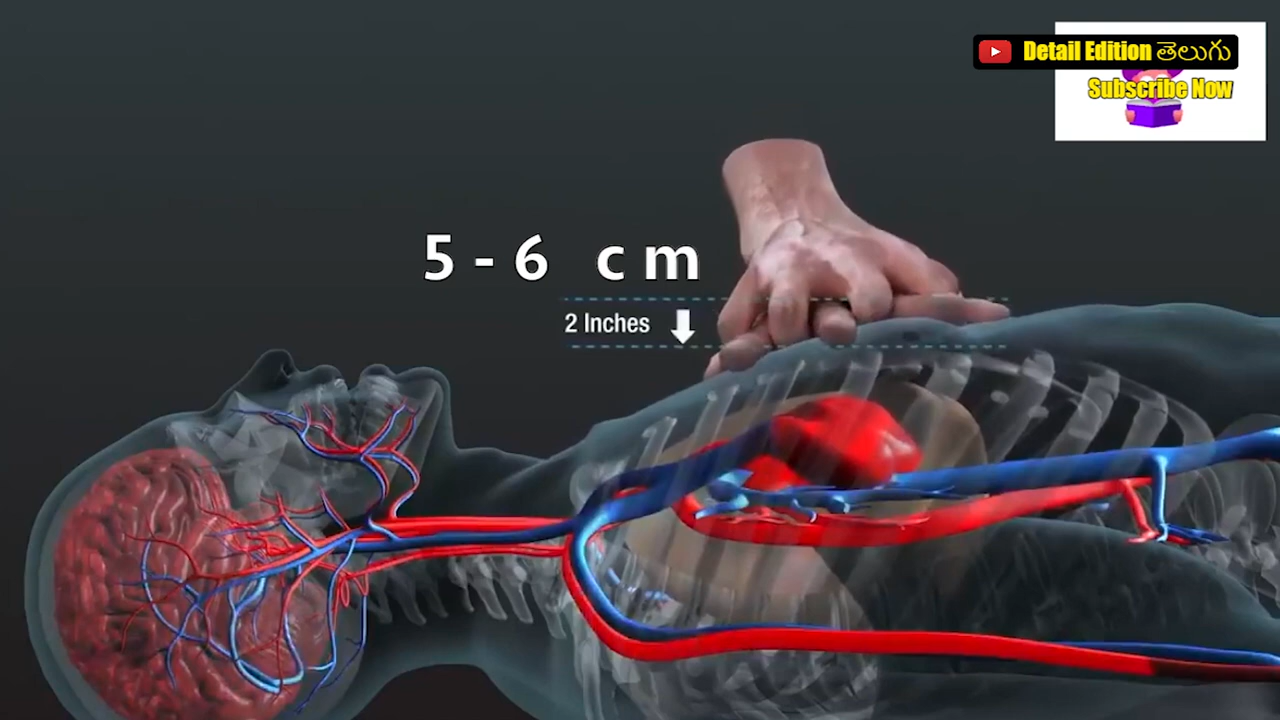 Detail Edition తెలుగు
Subscribe Now
5 - 6 cm
2 Inches